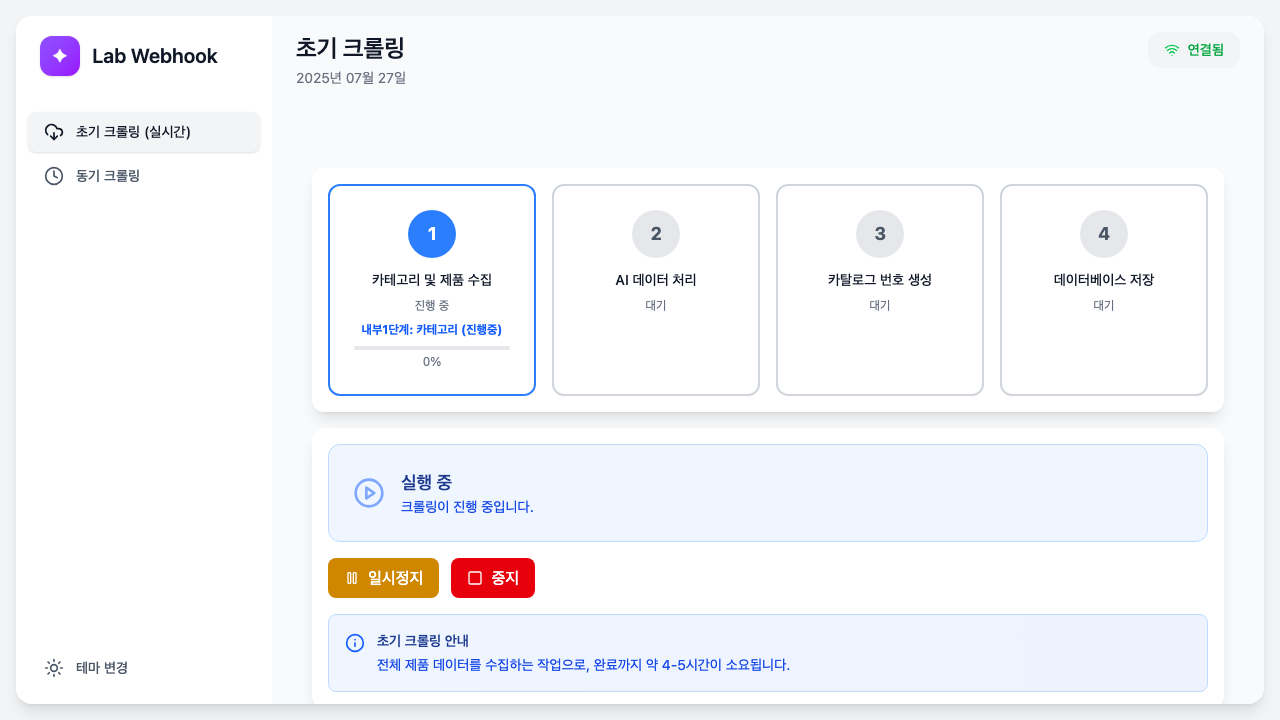 Lab Webhook
초기 크롤링 (실시간)
동기 크롤링
테마 변경
초기 크롤링
2025년 07월 27일
연결됨
1
카테고리 및 제품 수집
진행 중
내부1단계: 카테고리 (진행중)
0%
2
AI 데이터 처리
대기
3
카탈로그 번호 생성
대기
4
데이터베이스 저장
대기
실행 중
크롤링이 진행 중입니다.
일시정지
중지
초기 크롤링 안내
전체 제품 데이터를 수집하는 작업으로, 완료까지 약 4-5시간이 소요됩니다.